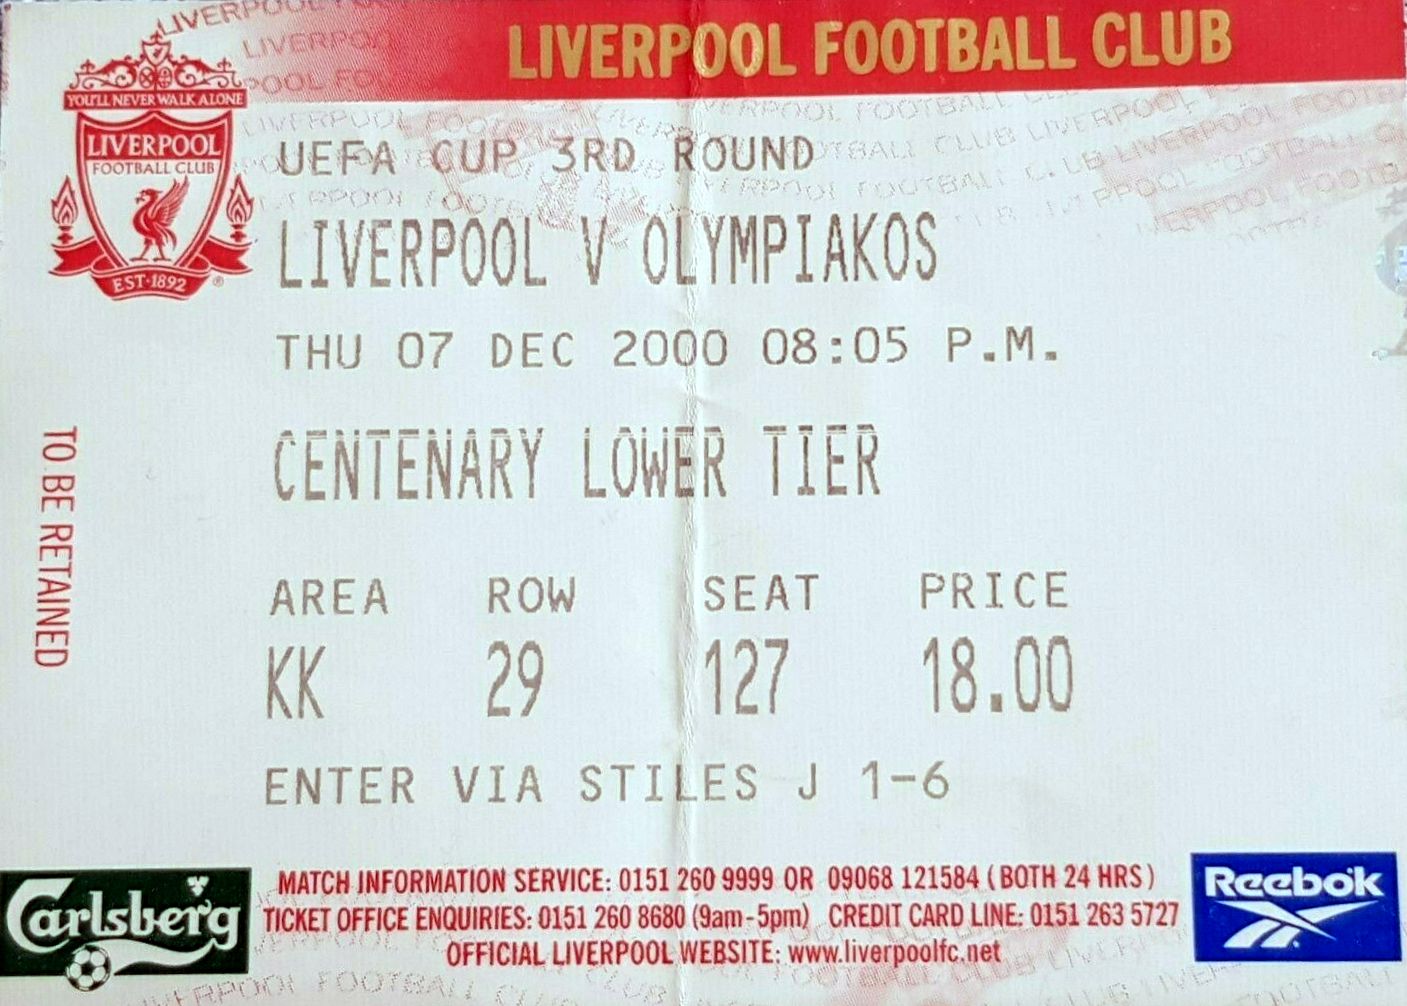 LIVERPOOL FOOTBALL CLUB
YOU'LL NEVER WALK ALONE
LIVERPOOL
FOOTBALL CLUB
EST·1892
®
UEFA CUP 3RD ROUND
LIVERPOOL V OLYMPIAKOS
THU 07 DEC 2000 08:05 P.M.
CENTENARY LOWER TIER
TO BE RETAINED
AREA ROW SEAT PRICE
KK 29 127 18.00
ENTER VIA STILES J 1-6
Carlsberg
MATCH INFORMATION SERVICE: 0151 260 9999 OR 09068 121584 (BOTH 24 HRS)
TICKET OFFICE ENQUIRIES: 0151 260 8680 (9am-5pm) CREDIT CARD LINE: 0151 263 5727
OFFICIAL LIVERPOOL WEBSITE: www.liverpoolfc.net
Reebok